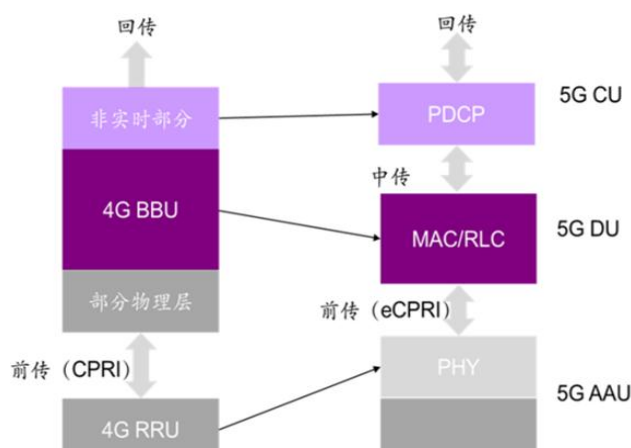 回传
非实时部分
4G BBU
部分物理层
前传（CPRI）
4G RRU
回传
PDCP
5G CU
中传
MAC/RLC
5G DU
前传（eCPRI）
PHY
5G AAU